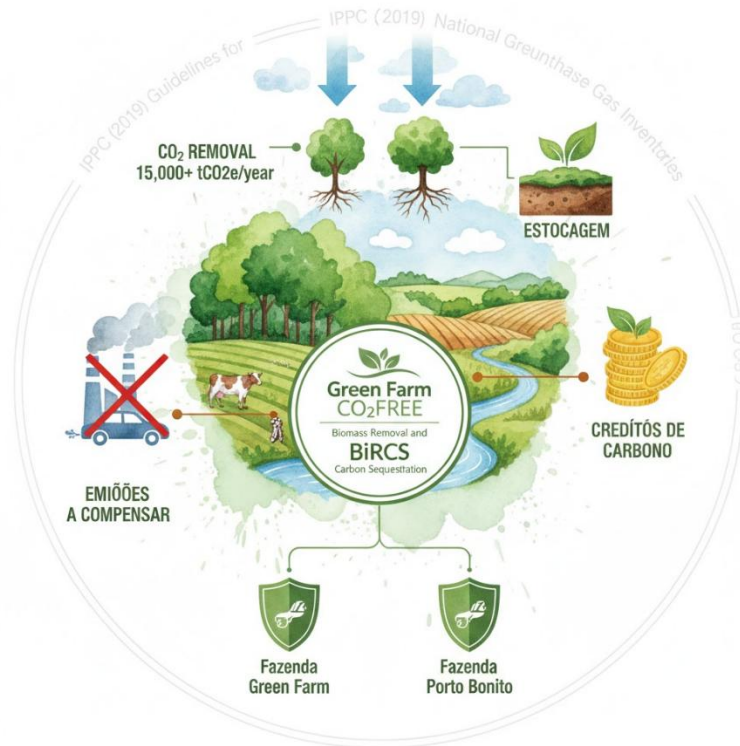 IPPC (2019) Guidelines for
IPPC (2019) National Greunthase Gas Inventories
CO₂ REMOVAL
15,000+ tCO2e/year
ESTOCAGEM
Green Farm
CO₂FREE
Biomass Removal and
BiRCS
Carbon Sequestation
CREDÍTÓS DE
CARBONO
EMIÕÕES
A COMPENSAR
Fazenda
Green Farm
Fazenda
Porto Bonito